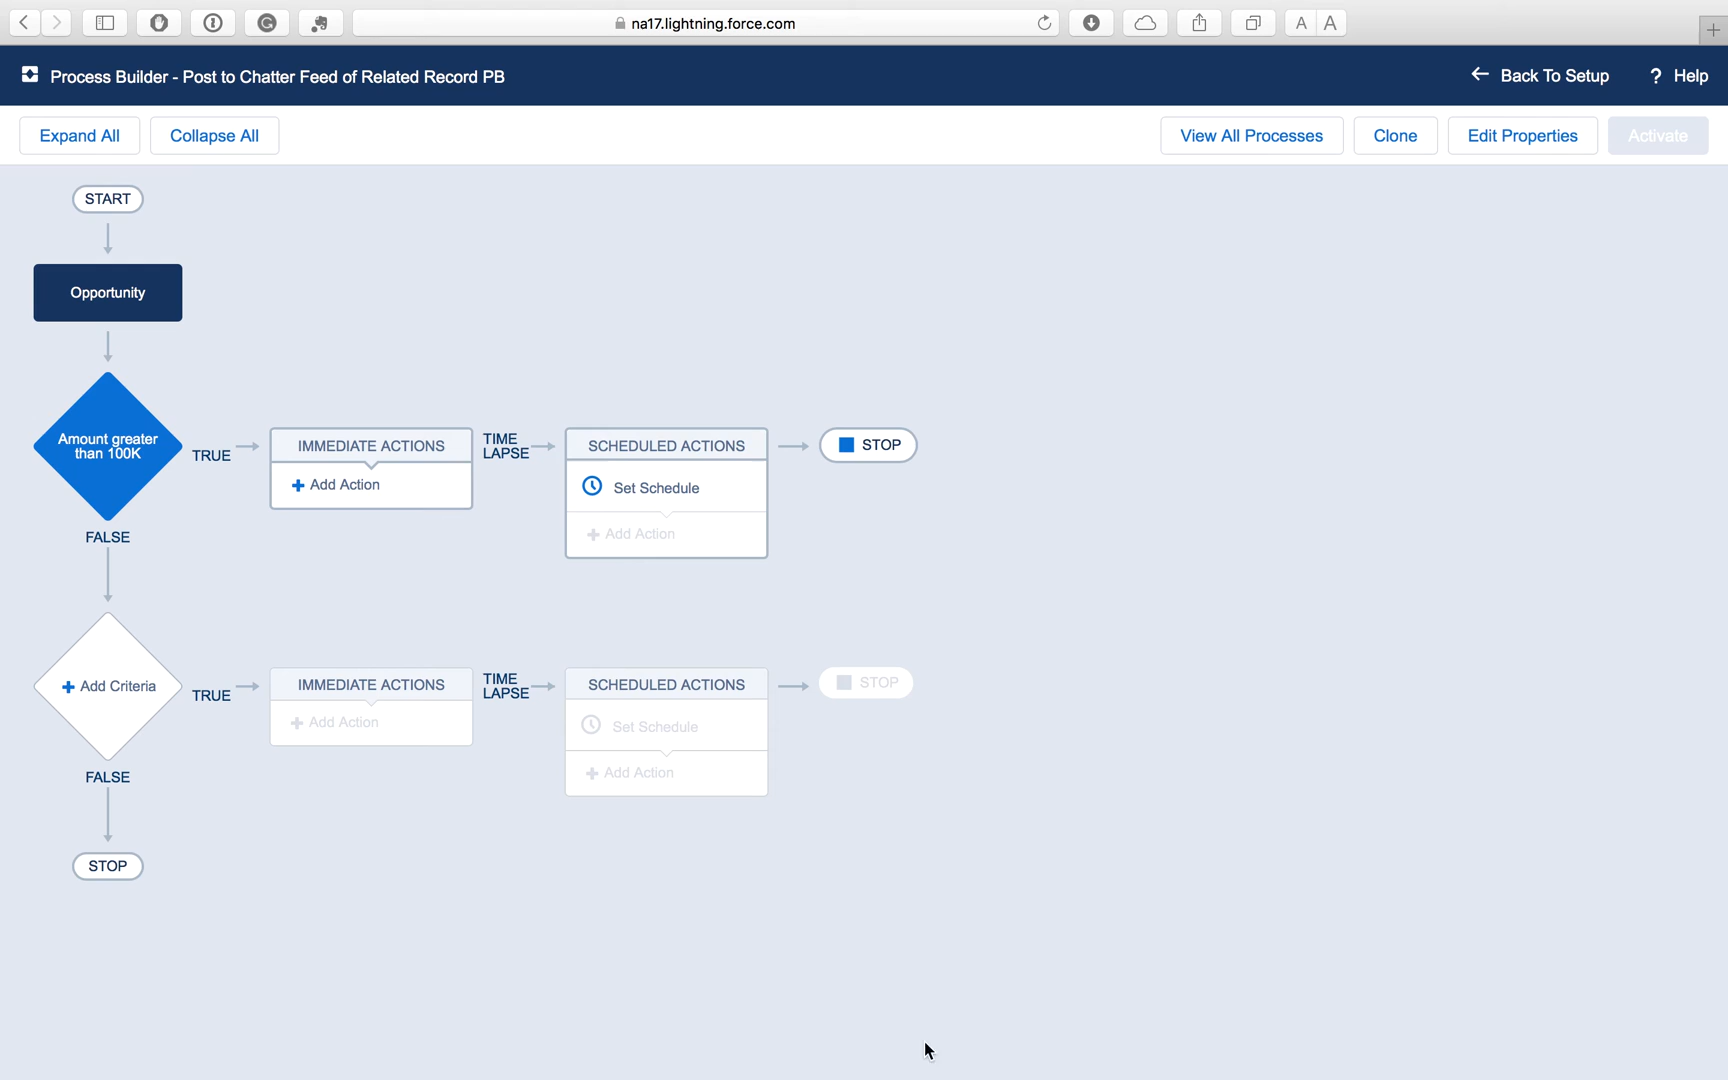 na17.lightning.force.com
A A
Process Builder - Post to Chatter Feed of Related Record PB
Back To Setup
? Help
Expand All
Collapse All
View All Processes
Clone
Edit Properties
Activate
START
Opportunity
Amount greater
than 100K
TRUE
IMMEDIATE ACTIONS
+ Add Action
TIME
LAPSE
SCHEDULED ACTIONS
Set Schedule
+ Add Action
STOP
FALSE
+ Add Criteria
TRUE
IMMEDIATE ACTIONS
+ Add Action
TIME
LAPSE
SCHEDULED ACTIONS
Set Schedule
+ Add Action
STOP
FALSE
STOP